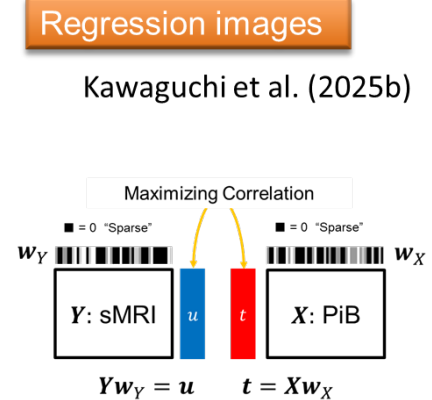 Regression images
Kawaguchi et al. (2025b)
Maximizing Correlation
■ = 0 "Sparse" ■ = 0 "Sparse"
w_Y w_X
Y: sMRI u t X: PiB
Yw_Y = u t = Xw_X